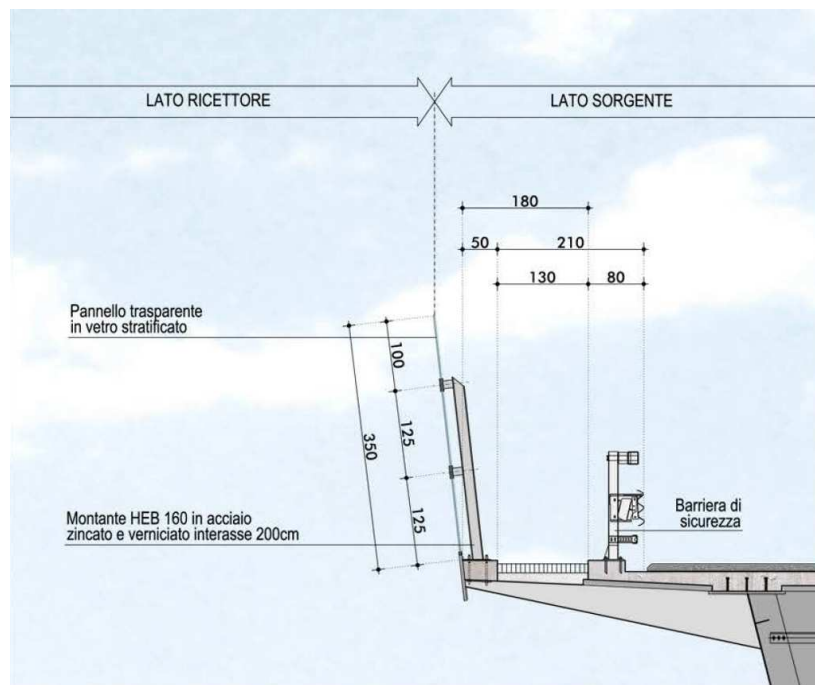 LATO RICETTORE
LATO SORGENTE
180
50
210
130
80
Pannello trasparente
in vetro stratificato
100
125
350
125
Montante HEB 160 in acciaio
zincato e verniciato interasse 200cm
Barriera di
sicurezza